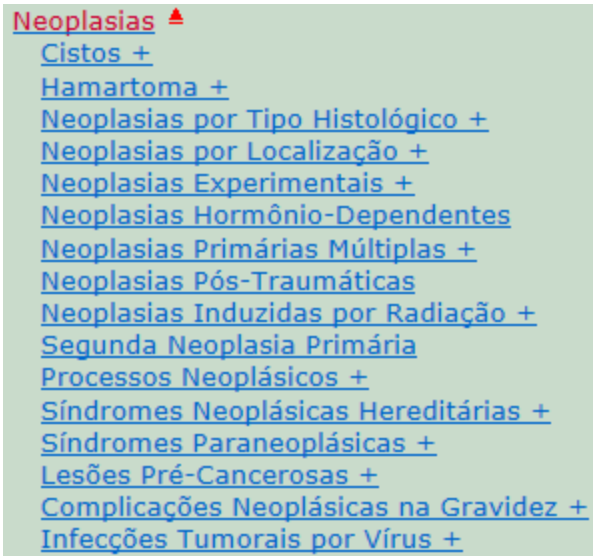 Neoplasias
Cistos +
Hamartoma +
Neoplasias por Tipo Histológico +
Neoplasias por Localização +
Neoplasias Experimentais +
Neoplasias Hormônio-Dependentes
Neoplasias Primárias Múltiplas +
Neoplasias Pós-Traumáticas
Neoplasias Induzidas por Radiação +
Segunda Neoplasia Primária
Processos Neoplásicos +
Síndromes Neoplásicas Hereditárias +
Síndromes Paraneoplásicas +
Lesões Pré-Cancerosas +
Complicações Neoplásicas na Gravidez +
Infecções Tumorais por Vírus +